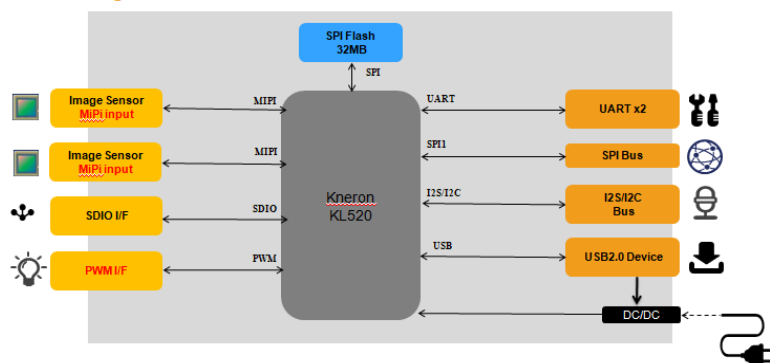 SPI Flash
32MB
SPI
Image Sensor
MiPi input
MIPI
UART
UART x2
Image Sensor
MiPi input
MIPI
SPI1
SPI Bus
Kneron
KL520
SDIO I/F
SDIO
I2S/I2C
I2S/I2C
Bus
PWM I/F
PWM
USB
USB2.0 Device
DC/DC